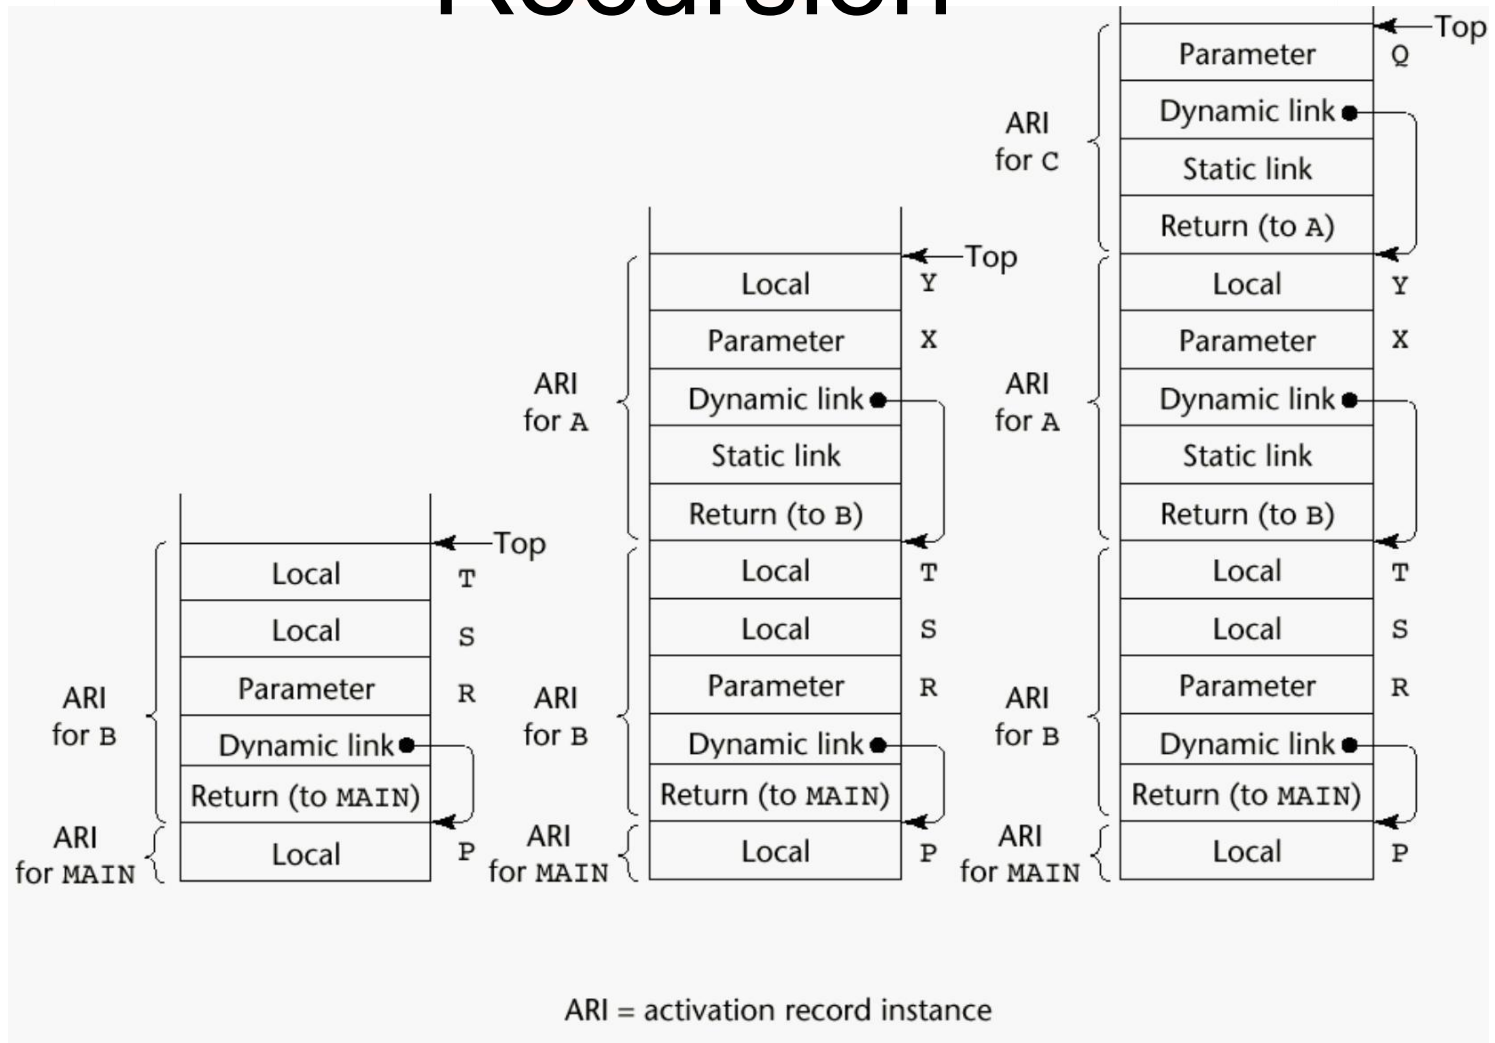 Recursion
ARI
for B
ARI
for MAIN
Top
Local
T
Local
S
Parameter
R
Dynamic link
Return (to MAIN)
Local
P
ARI
for A
ARI
for B
ARI
for MAIN
Top
Local
Y
Parameter
X
Dynamic link
Static link
Return (to B)
Local
T
Local
S
Parameter
R
Dynamic link
Return (to MAIN)
Local
P
ARI
for C
ARI
for A
ARI
for B
ARI
for MAIN
Top
Parameter
Q
Dynamic link
Static link
Return (to A)
Local
Y
Parameter
X
Dynamic link
Static link
Return (to B)
Local
T
Local
S
Parameter
R
Dynamic link
Return (to MAIN)
Local
P
ARI = activation record instance